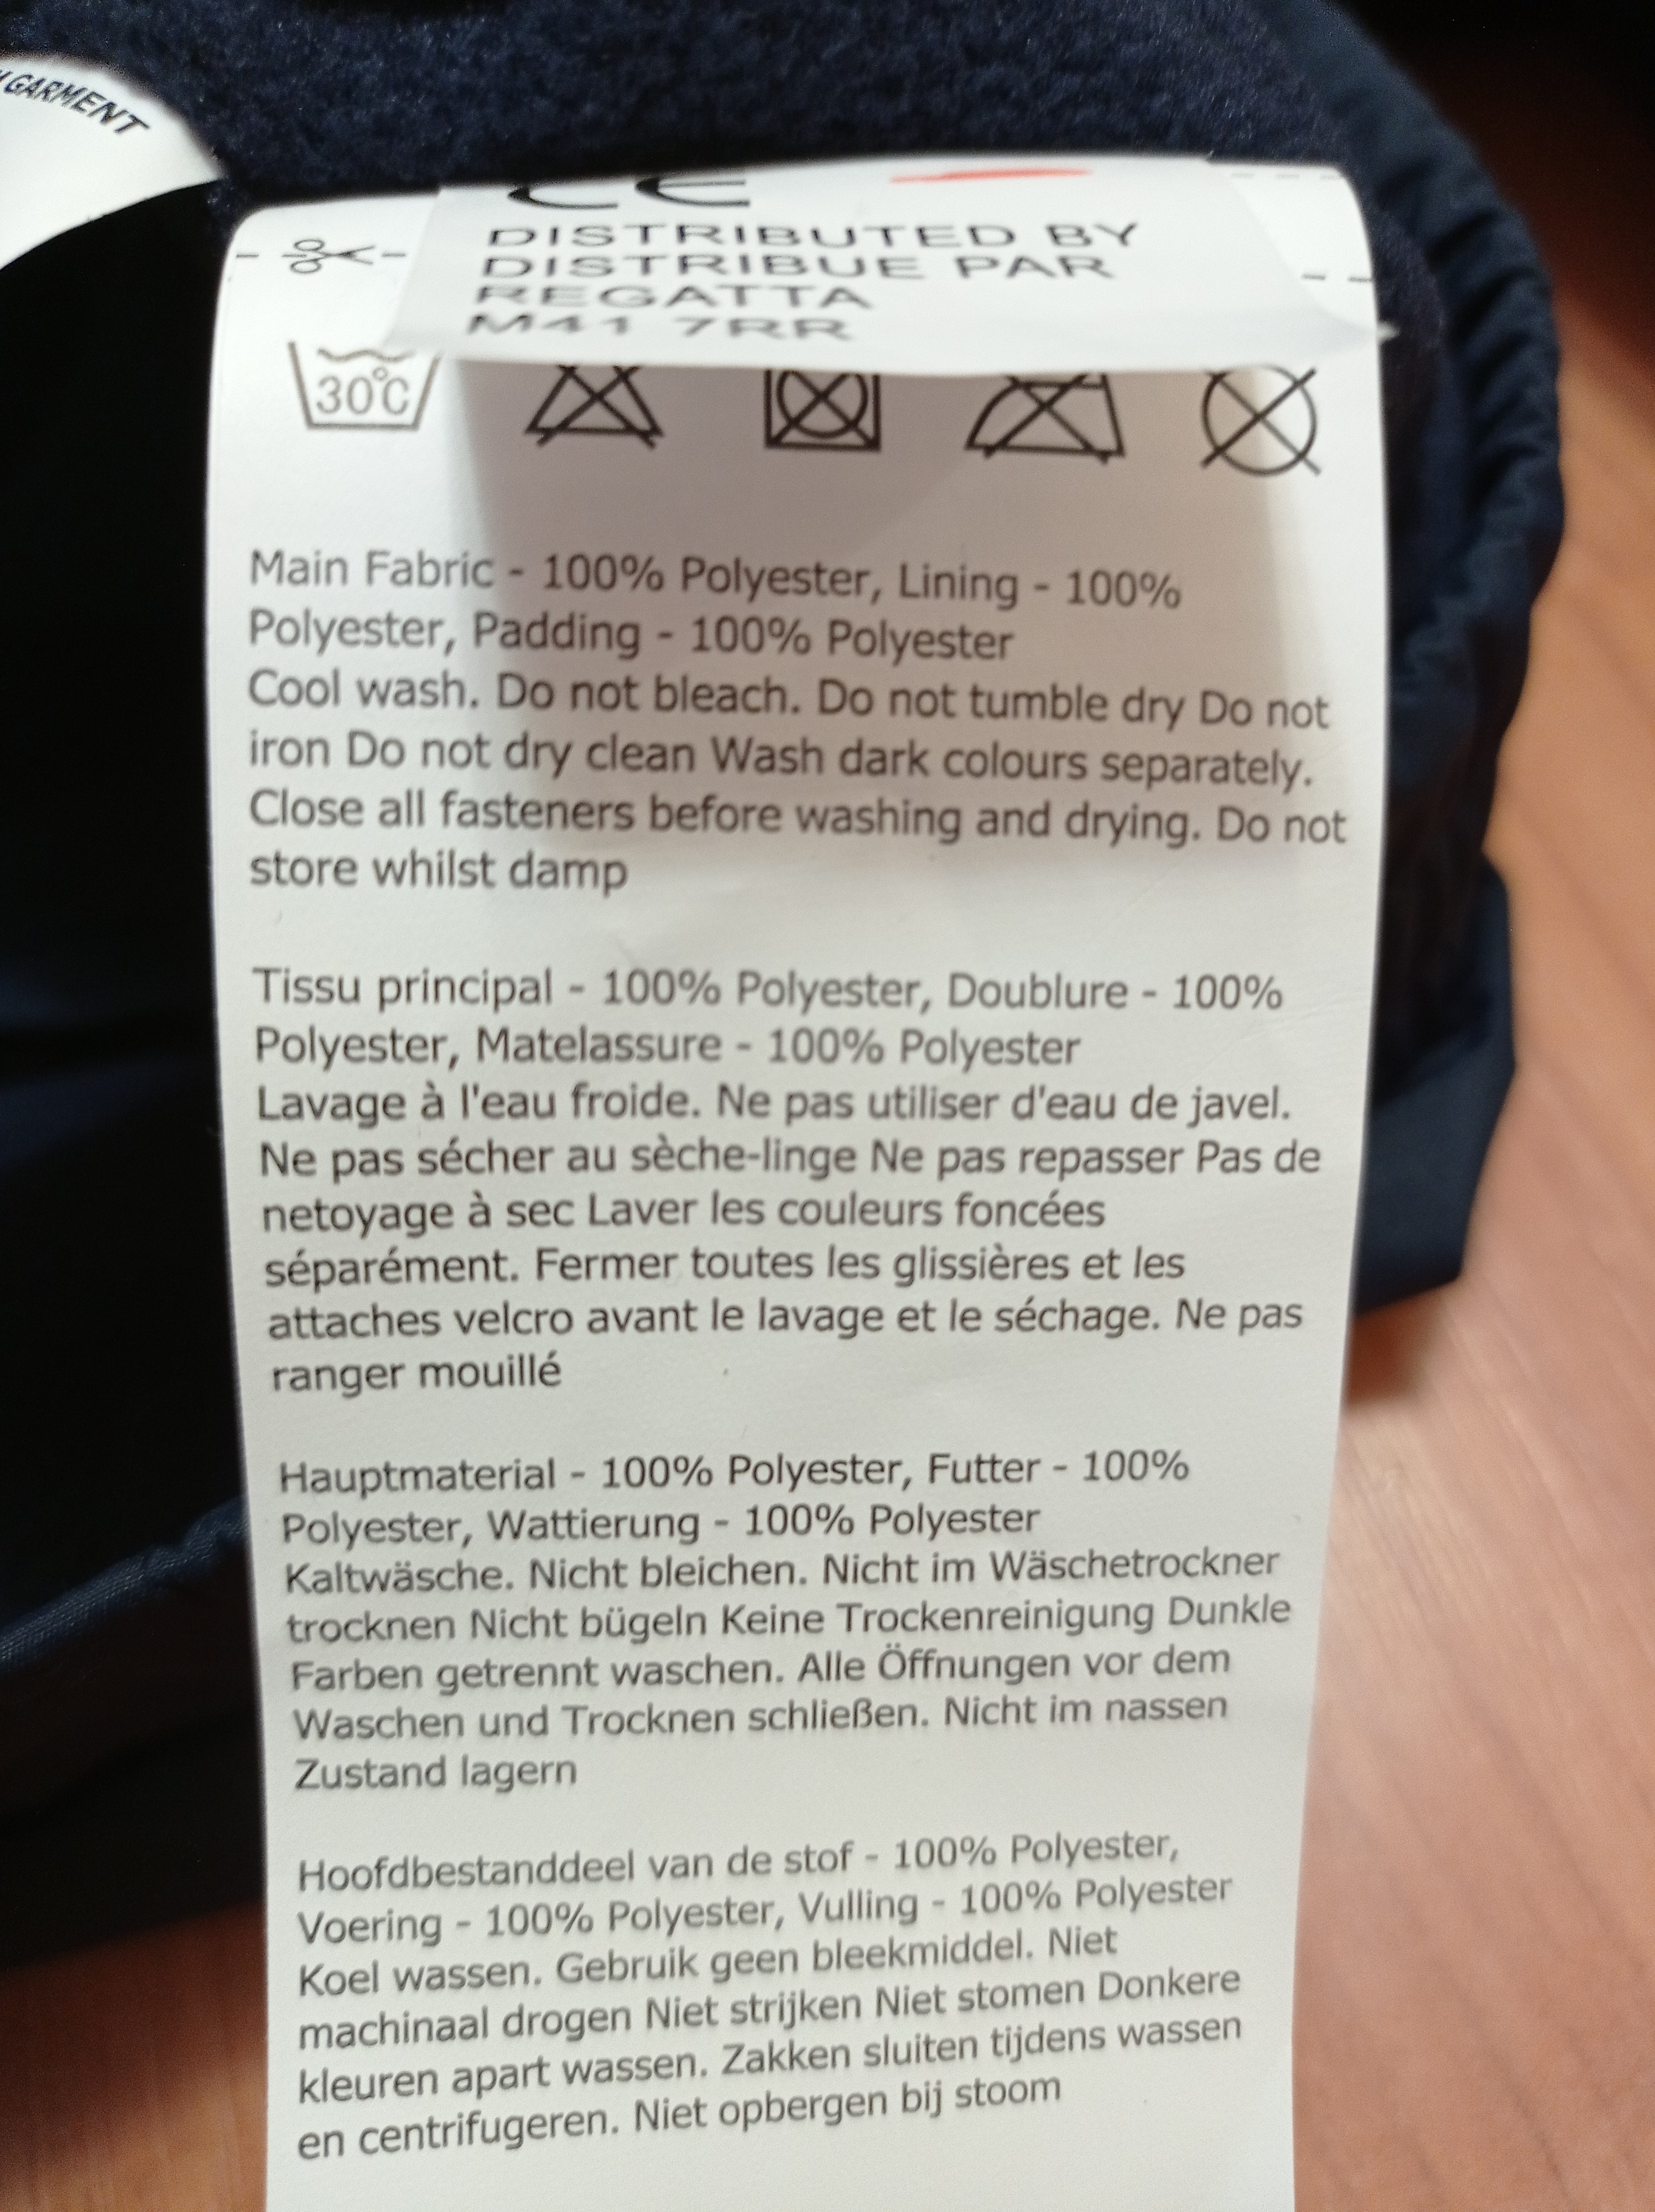 GARMENT
CE
DISTRIBUTED BY
DISTRIBUE PAR
REGATTA
M41 7RR
30°C
Main Fabric - 100% Polyester, Lining - 100%
Polyester, Padding - 100% Polyester
Cool wash. Do not bleach. Do not tumble dry Do not
iron Do not dry clean Wash dark colours separately.
Close all fasteners before washing and drying. Do not
store whilst damp
Tissu principal - 100% Polyester, Doublure - 100%
Polyester, Matelassure - 100% Polyester
Lavage à l'eau froide. Ne pas utiliser d'eau de javel.
Ne pas sécher au sèche-linge Ne pas repasser Pas de
netoyage à sec Laver les couleurs foncées
séparément. Fermer toutes les glissières et les
attaches velcro avant le lavage et le séchage. Ne pas
ranger mouillé
Hauptmaterial - 100% Polyester, Futter - 100%
Polyester, Wattierung - 100% Polyester
Kaltwäsche. Nicht bleichen. Nicht im Wäschetrockner
trocknen Nicht bügeln Keine Trockenreinigung Dunkle
Farben getrennt waschen. Alle Öffnungen vor dem
Waschen und Trocknen schließen. Nicht im nassen
Zustand lagern
Hoofdbestanddeel van de stof - 100% Polyester,
Voering - 100% Polyester, Vulling - 100% Polyester
Koel wassen. Gebruik geen bleekmiddel. Niet
machinaal drogen Niet strijken Niet stomen Donkere
kleuren apart wassen. Zakken sluiten tijdens wassen
en centrifugeren. Niet opbergen bij stoom